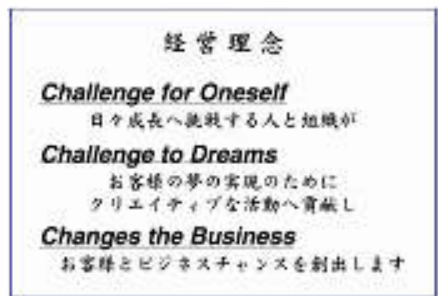 経営理念
Challenge for Oneself
日々成長へ挑戦する人と組織が
Challenge to Dreams
お客様の夢の実現のために
クリエイティブな活動へ貢献し
Changes the Business
お客様とビジネスチャンスを創出します